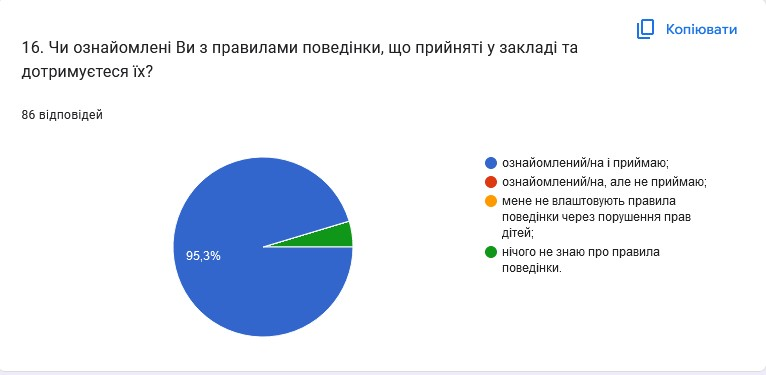 Копіювати
16. Чи ознайомлені Ви з правилами поведінки, що прийняті у закладі та
дотримуєтеся їх?
86 відповідей
95,3%
ознайомлений/на і приймаю;
ознайомлений/на, але не приймаю;
мене не влаштовують правила
поведінки через порушення прав
дітей;
нічого не знаю про правила
поведінки.